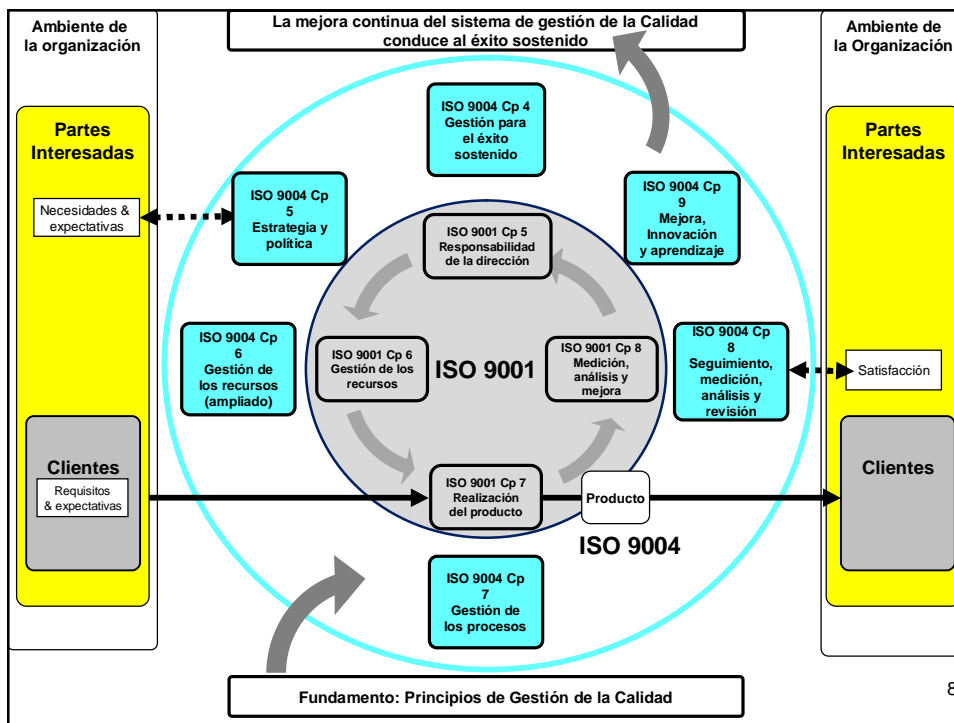 La mejora continua del sistema de gestión de la Calidad
conduce al éxito sostenido
Ambiente de
la organización
Partes
Interesadas
Necesidades &
expectativas
Clientes
Requisitos
& expectativas
ISO 9004 Cp 4
Gestión para
el éxito
sostenido
ISO 9004 Cp
5
Estrategia y
política
ISO 9004 Cp
9
Mejora,
Innovación
y aprendizaje
ISO 9001 Cp 5
Responsabilidad
de la dirección
ISO 9004 Cp
6
Gestión de
los recursos
(ampliado)
ISO 9001 Cp 6
Gestión de los
recursos
ISO 9001
ISO 9001 Cp 8
Medición,
análisis y
mejora
ISO 9004 Cp
8
Seguimiento,
medición,
análisis y
revisión
ISO 9001 Cp 7
Realización
del producto
Producto
ISO 9004
ISO 9004 Cp
7
Gestión de
los procesos
Ambiente de
la Organización
Partes
Interesadas
Satisfacción
Clientes
Fundamento: Principios de Gestión de la Calidad
8